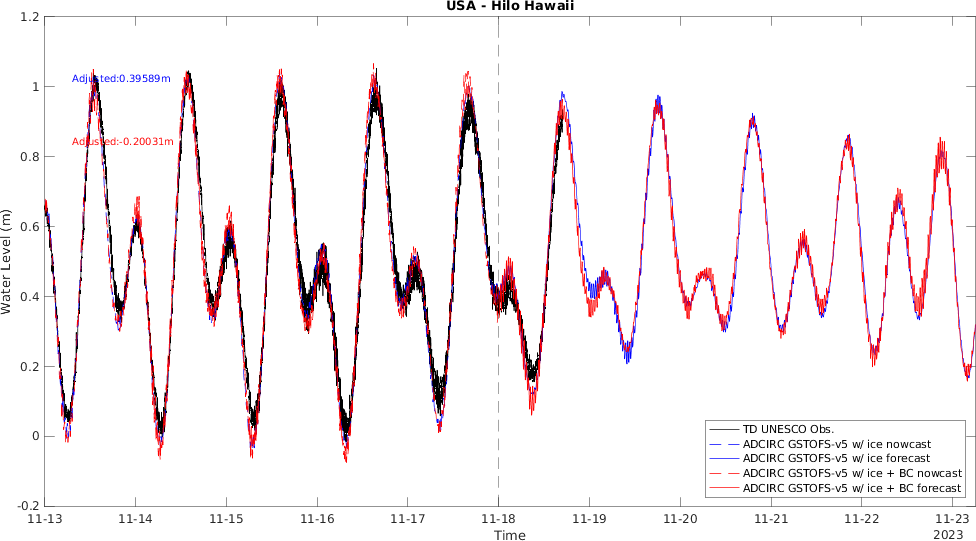 USA - Hilo Hawaii
1.2
1
0.8
0.6
0.4
0.2
0
-0.2
Water Level (m)
Adjusted:0.39589m
Adjusted:-0.20031m
TD UNESCO Obs.
ADCIRC GSTOFS-v5 w/ ice nowcast
ADCIRC GSTOFS-v5 w/ ice forecast
ADCIRC GSTOFS-v5 w/ ice + BC nowcast
ADCIRC GSTOFS-v5 w/ ice + BC forecast
11-13 11-14 11-15 11-16 11-17 11-18 11-19 11-20 11-21 11-22 11-23
Time
2023